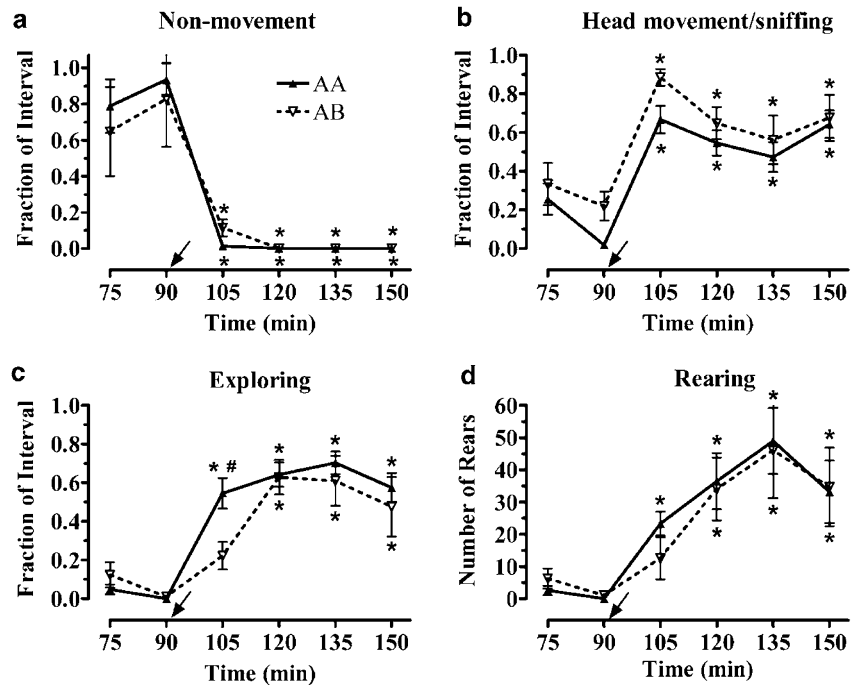 a
Non-movement
Fraction of Interval
1.0
0.8
0.6
0.4
0.2
0.0
AA
AB
*
* * *
* * * *
75 90 105 120 135 150
Time (min)
b
Head movement/sniffing
Fraction of Interval
1.0
0.8
0.6
0.4
0.2
0.0
* * * *
* * * *
75 90 105 120 135 150
Time (min)
c
Exploring
Fraction of Interval
1.0
0.8
0.6
0.4
0.2
0.0
* # * * *
* * *
75 90 105 120 135 150
Time (min)
d
Rearing
Number of Rears
60
50
40
30
20
10
0
* * * *
* * *
75 90 105 120 135 150
Time (min)